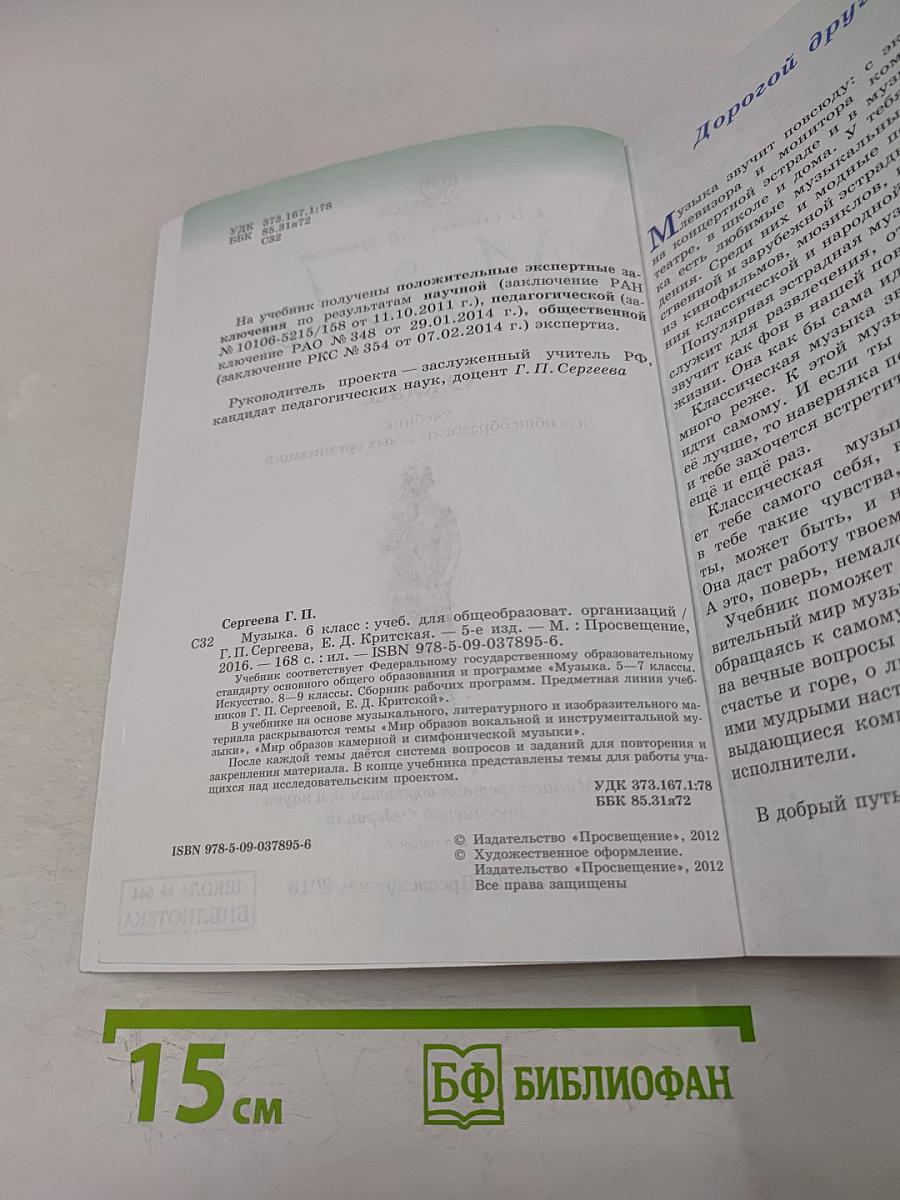 УДК 373.167.1:78
ББК 85.31я72
С32
На учебник получены положительные экспертные за-
ключения по результатам научной (заключение РАН
№ 10106-5215/158 от 11.10.2011 г.), педагогической (за-
ключение РАО № 348 от 29.01.2014 г.), общественной
(заключение РКС № 354 от 07.02.2014 г.) экспертиз.
Руководитель проекта — заслуженный учитель РФ,
кандидат педагогических наук, доцент Г. П. Сергеева
Сергеева Г. П.
С32 Музыка. 6 класс : учеб. для общеобразоват. организаций /
Г. П. Сергеева, Е. Д. Критская. — 5-е изд. — М. : Просвещение,
2016. — 168 с. : ил. — ISBN 978-5-09-037895-6.
Учебник соответствует Федеральному государственному образовательному
стандарту основного общего образования и программе «Музыка. 5—7 классы.
Искусство. 8—9 классы. Сборник рабочих программ. Предметная линия учеб-
ников Г. П. Сергеевой, Е. Д. Критской».
В учебнике на основе музыкального, литературного и изобразительного ма-
териала раскрываются темы «Мир образов вокальной и инструментальной му-
зыки», «Мир образов камерной и симфонической музыки».
После каждой темы даётся система вопросов и заданий для повторения и
закрепления материала. В конце учебника представлены темы для работы уча-
щихся над исследовательским проектом.
УДК 373.167.1:78
ББК 85.31я72
ISBN 978-5-09-037895-6
© Издательство «Просвещение», 2012
© Художественное оформление.
Издательство «Просвещение», 2012
Все права защищены
Дорогой друг
Музыка звучит повсюду: с эк
левизора и монитора ком
на концертной эстраде и в музы
театре, в школе и дома. У тебя
ка есть любимые музыкальны
дения. Среди них и модные пе
ственной и зарубежной эстрады
из кинофильмов, мюзиклов,
ния классической и народной
Популярная эстрадная музы
служит для развлечения, от
звучит как фон в нашей пов
жизни. Она как бы сама ид
Классическая музыка зв
много реже. К этой музык
идти самому. И если ты
её лучше, то наверняка по
и тебе захочется встретит
ещё и ещё раз.
Классическая музык
ет тебе самого себя,
в тебе такие чувства,
ты, может быть, и н
Она даст работу твоем
А это, поверь, немало
Учебник поможет
вительный мир музы
обращаясь к самому
на вечные вопросы
счастье и горе, о л
ими мудрыми наст
выдающиеся комп
исполнители.
В добрый путь
15 см
БФ БИБЛИОФАН